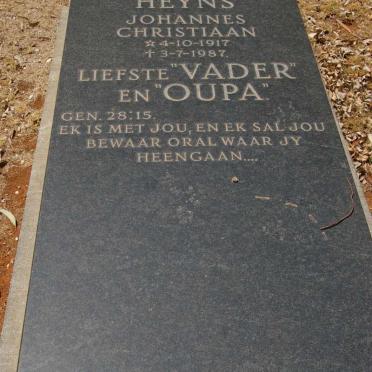 HEYNS
JOHANNES
CHRISTIAAN
☆4-10-1917
✝3-7-1987.
LIEFSTE "VADER"
EN "OUPA."
GEN. 28:15.
EK IS MET JOU, EN EK SAL JOU
BEWAAR ORAL WAAR JY
HEENGAAN....